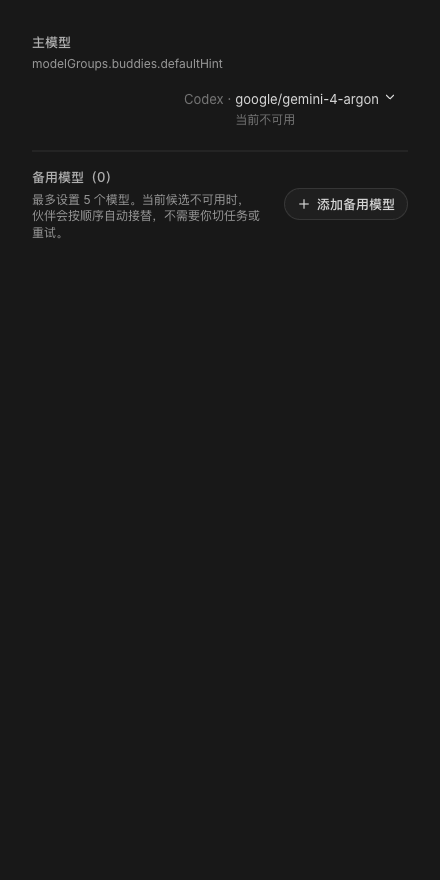 主模型
modelGroups.buddies.defaultHint
Codex · google/gemini-4-argon
当前不可用
备用模型（0）
最多设置 5 个模型。当前候选不可用时，
伙伴会按顺序自动接替，不需要你切任务或
重试。
+ 添加备用模型